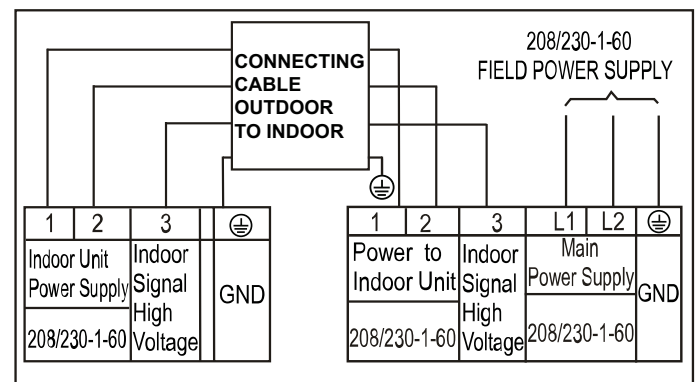 208/230-1-60
FIELD POWER SUPPLY
CONNECTING
CABLE
OUTDOOR
TO INDOOR
1 2 3
Indoor Unit
Power Supply
208/230-1-60
Indoor
Signal
High
Voltage
GND
1 2 3 L1 L2
Power to
Indoor Unit
208/230-1-60
Indoor
Signal
High
Voltage
Main
Power Supply
208/230-1-60
GND